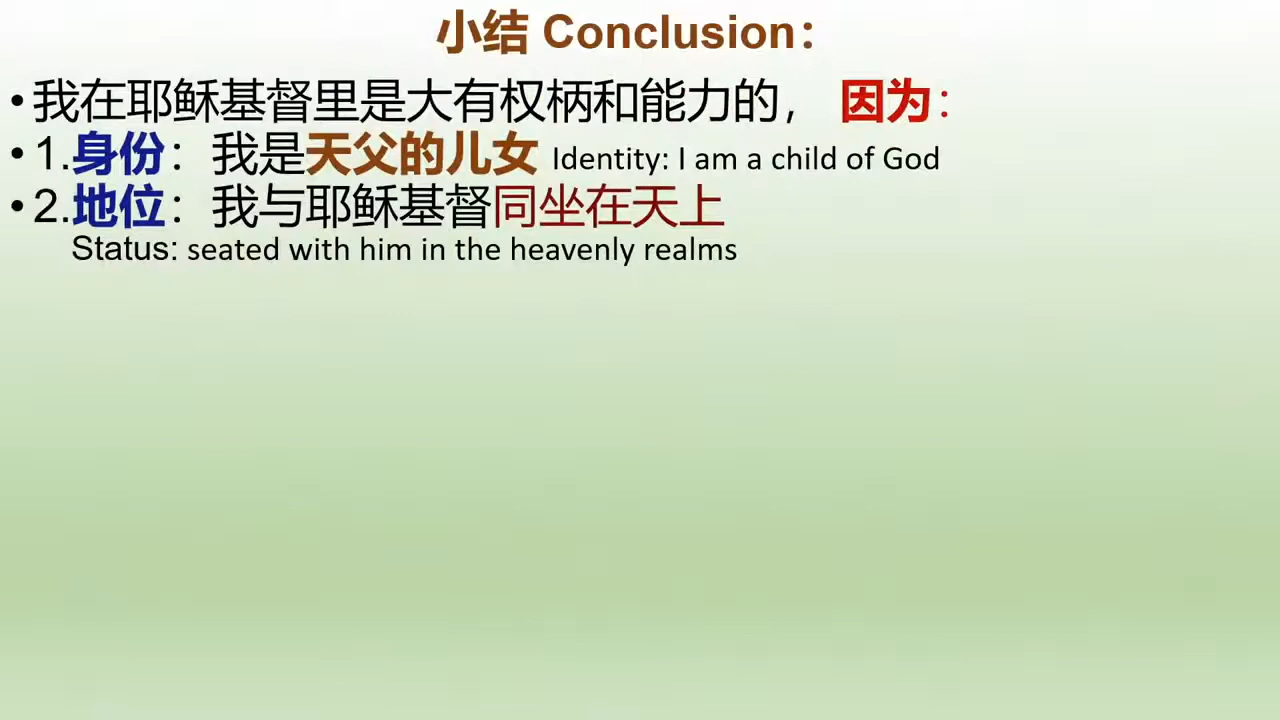 小结 Conclusion：
•我在耶稣基督里是大有权柄和能力的， 因为：
•1.身份：我是天父的儿女 Identity: I am a child of God
•2.地位：我与耶稣基督同坐在天上
Status: seated with him in the heavenly realms